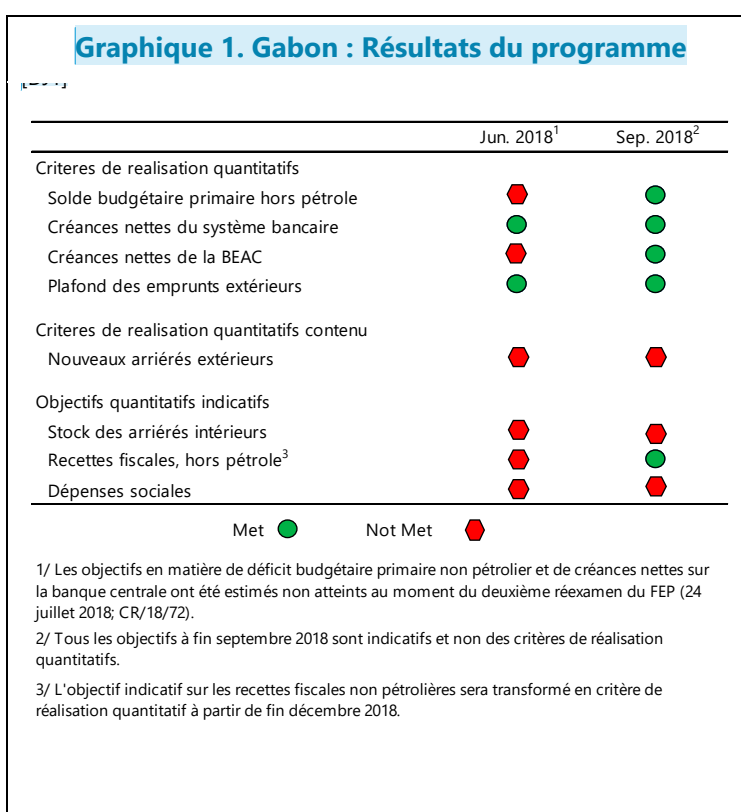 Graphique 1. Gabon : Résultats du programme
Jun. 2018¹ Sep. 2018²
Criteres de realisation quantitatifs
Solde budgétaire primaire hors pétrole
Créances nettes du système bancaire
Créances nettes de la BEAC
Plafond des emprunts extérieurs
Criteres de realisation quantitatifs contenu
Nouveaux arriérés extérieurs
Objectifs quantitatifs indicatifs
Stock des arriérés intérieurs
Recettes fiscales, hors pétrole³
Dépenses sociales
Met Not Met
1/ Les objectifs en matière de déficit budgétaire primaire non pétrolier et de créances nettes sur
la banque centrale ont été estimés non atteints au moment du deuxième réexamen du FEP (24
juillet 2018; CR/18/72).
2/ Tous les objectifs à fin septembre 2018 sont indicatifs et non des critères de réalisation
quantitatifs.
3/ L'objectif indicatif sur les recettes fiscales non pétrolières sera transformé en critère de
réalisation quantitatif à partir de fin décembre 2018.